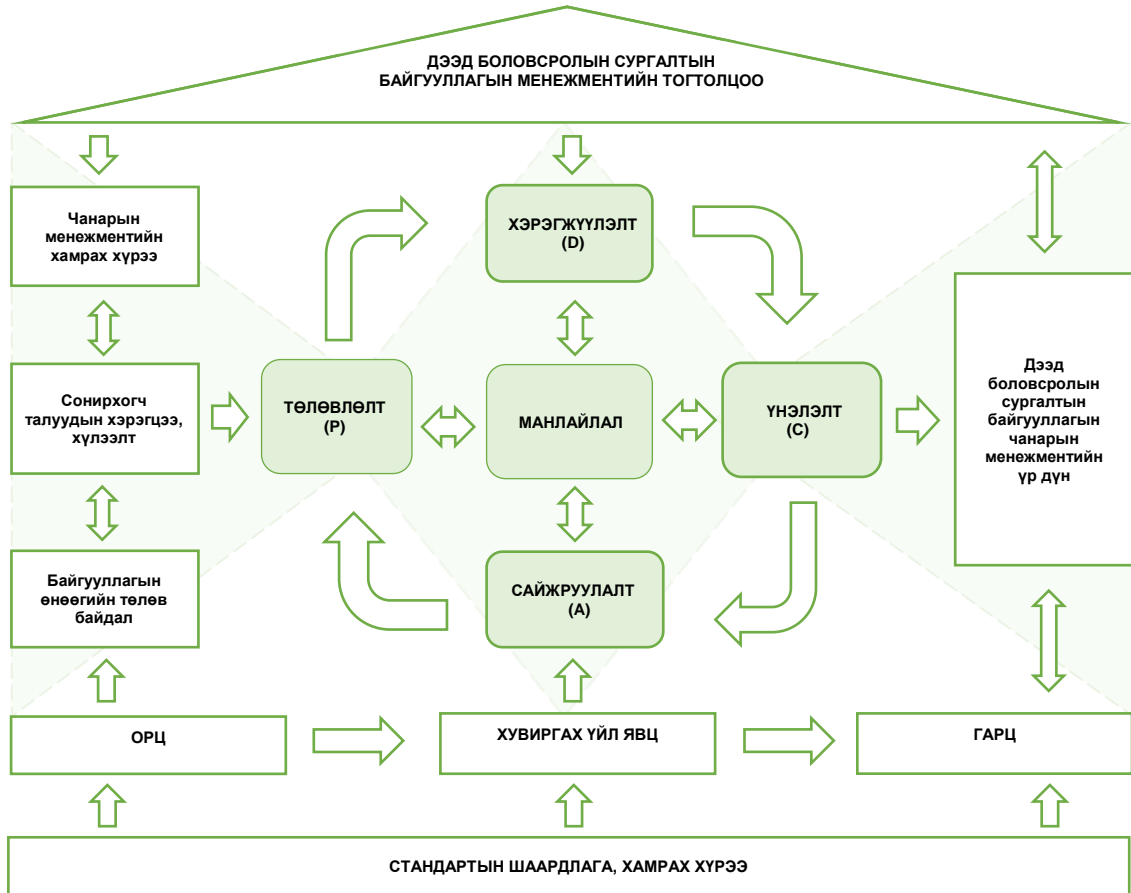 ДЭЭД БОЛОВСРОЛЫН СУРГАЛТЫН
БАЙГУУЛЛАГЫН МЕНЕЖМЕНТИЙН ТОГТОЛЦОО
Чанарын
менежментийн
хамрах хүрээ
ХЭРЭГЖҮҮЛЭЛТ
(D)
Сонирхогч
талуудын хэрэгцээ,
хүлээлт
ТӨЛӨВЛӨЛТ
(P)
МАНЛАЙЛАЛ
ҮНЭЛЭЛТ
(C)
Дээд
боловсролын
сургалтын
байгууллагын
чанарын
менежментийн
үр дүн
Байгууллагын
өнөөгийн төлөв
байдал
САЙЖРУУЛАЛТ
(A)
ОРЦ
ХУВИРГАХ ҮЙЛ ЯВЦ
ГАРЦ
СТАНДАРТЫН ШААРДЛАГА, ХАМРАХ ХҮРЭЭ